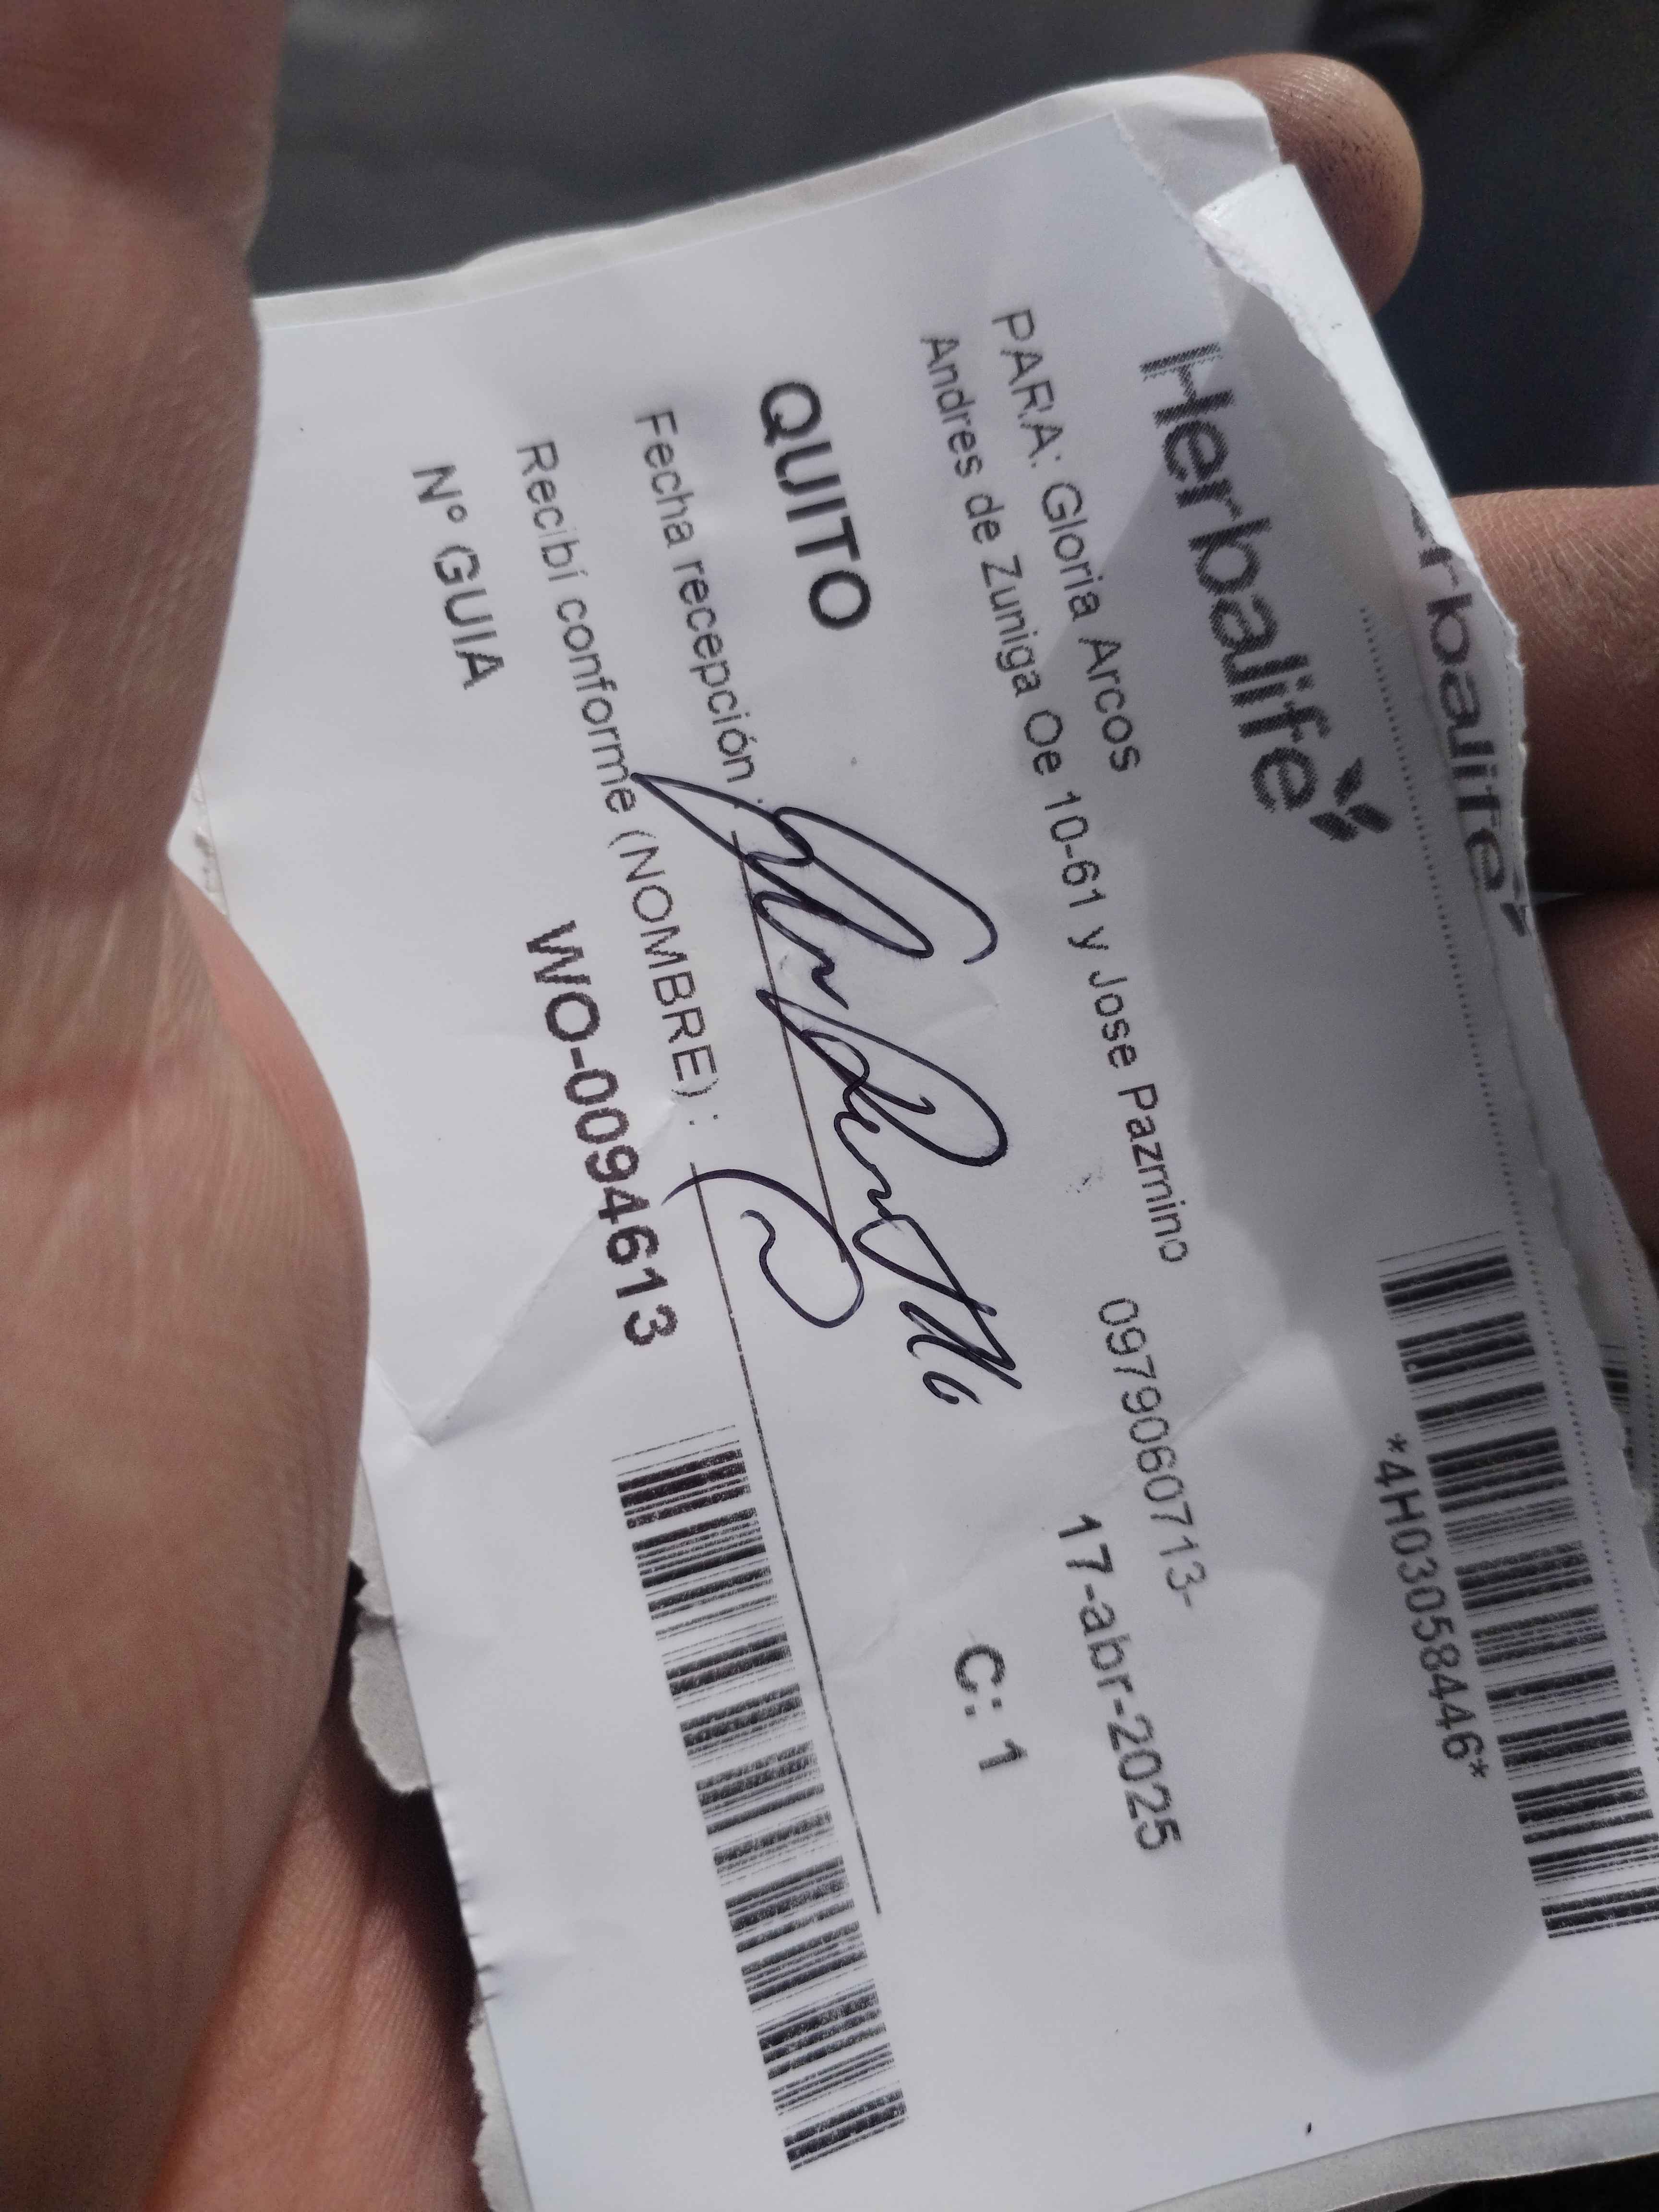 Herbalife
*4H03058446*
PARA: Gloria Arcos
0979060713-
Andres de Zuniga Oe 10-61 y Jose Pazmino
17-abr-2025
QUITO
C: 1
Fecha recepción :
Recibí conforme (NOMBRE) :
Nº GUIA
WO-0094613